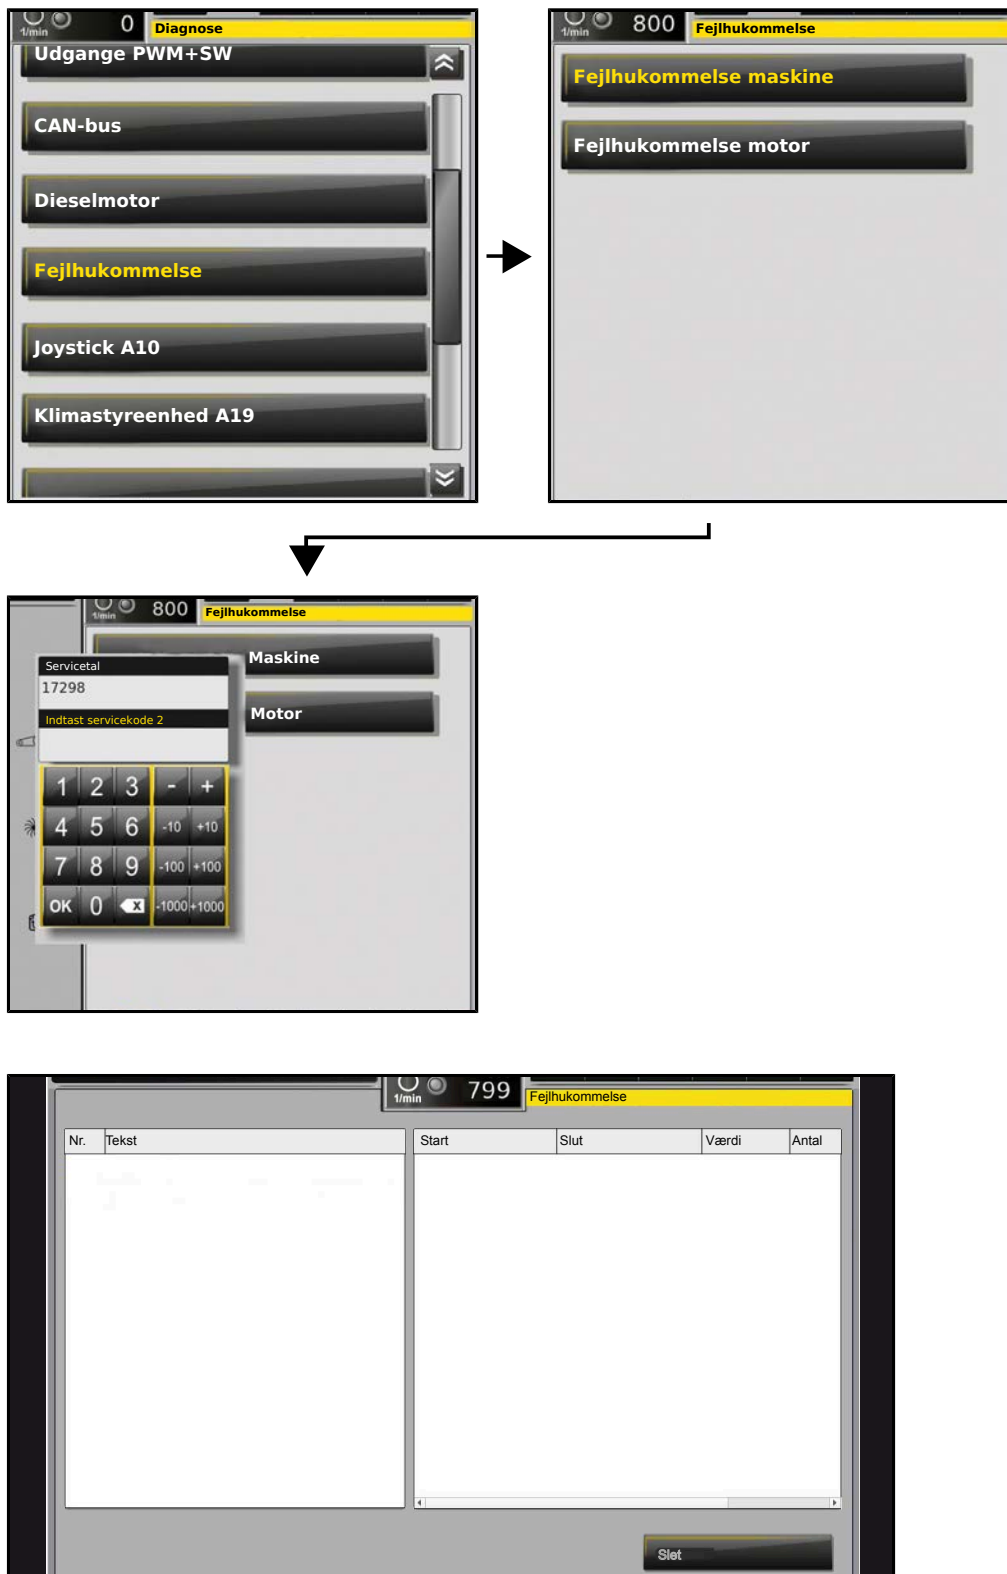 1/min 0 Diagnose
Udgange PWM+SW
CAN-bus
Dieselmotor
Fejlhukommelse
Joystick A10
Klimastyreenhed A19
1/min 800 Fejlhukommelse
Fejlhukommelse maskine
Fejlhukommelse motor
1/min 800 Fejlhukommelse
Maskine
Motor
Servicetal
17298
Indtast servicekode 2
1 2 3 - +
4 5 6 -10 +10
7 8 9 -100 +100
OK 0 x -1000 +1000
1/min 799 Fejlhukommelse
Nr. Tekst Start Slut Værdi Antal
Slet